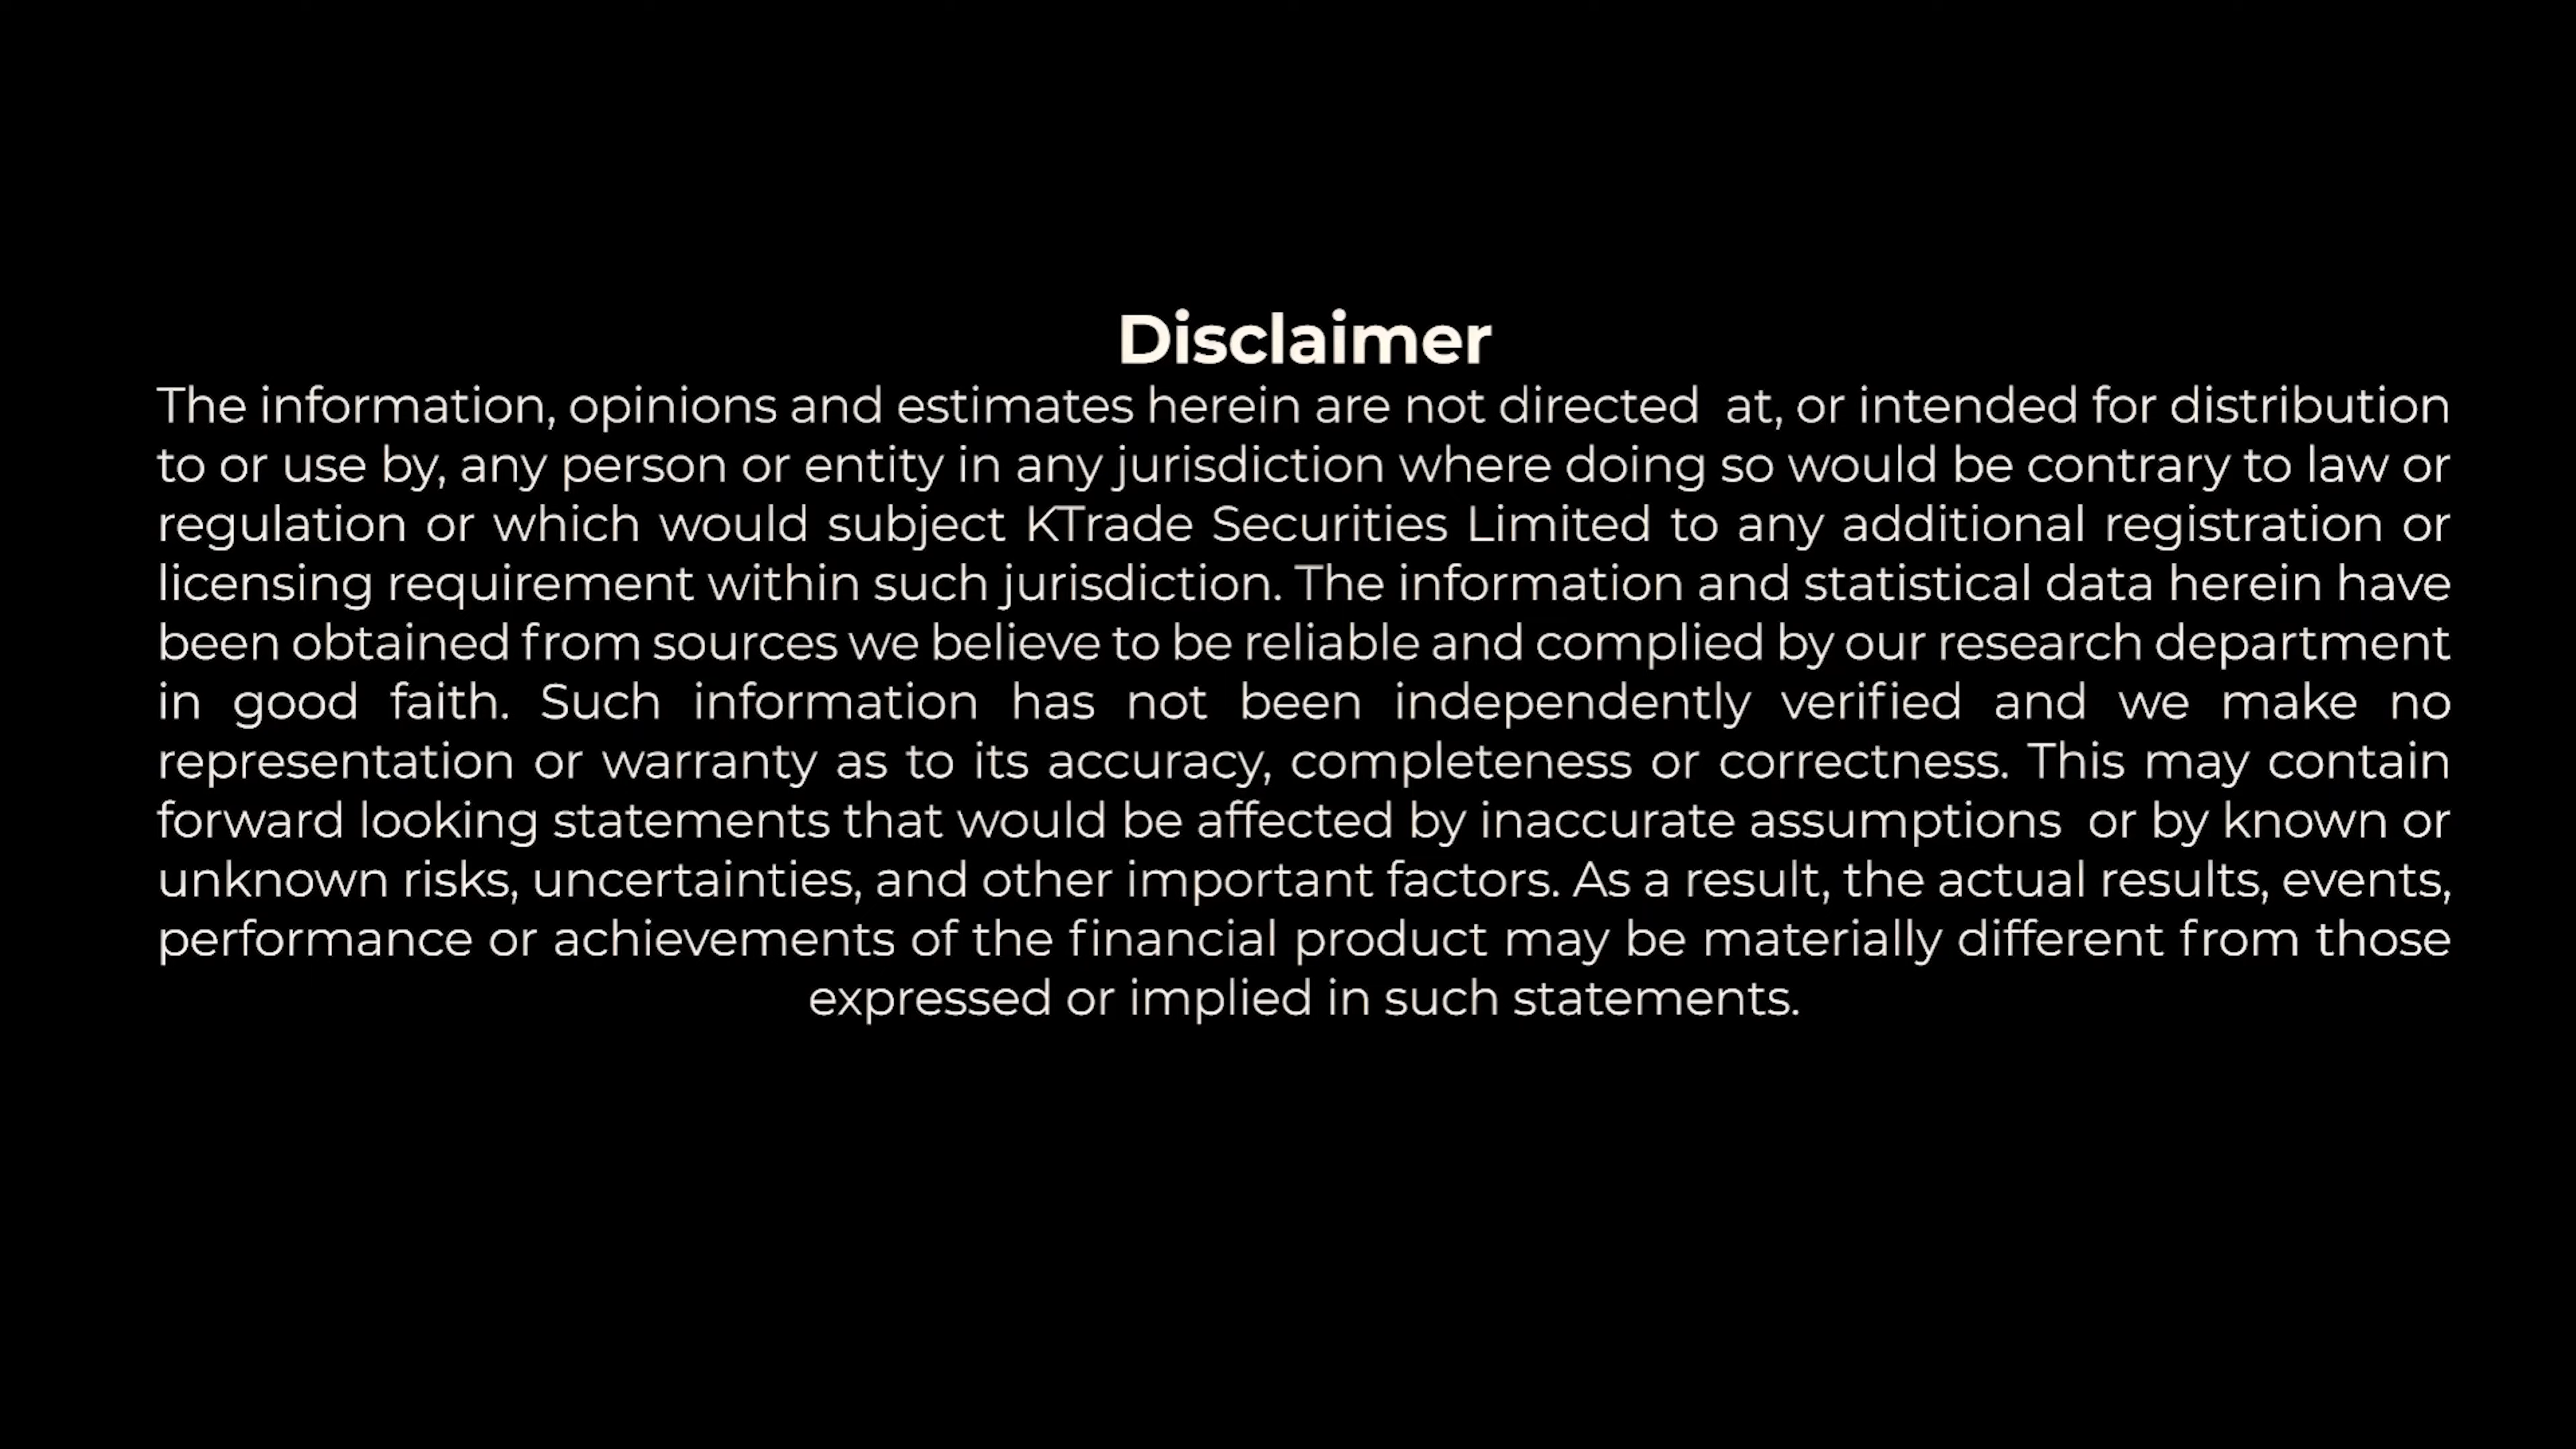 Disclaimer
The information, opinions and estimates herein are not directed  at, or intended for distribution
to or use by, any person or entity in any jurisdiction where doing so would be contrary to law or
regulation or which would subject KTrade Securities Limited to any additional registration or
licensing requirement within such jurisdiction. The information and statistical data herein have
been obtained from sources we believe to be reliable and complied by our research department
in good faith. Such information has not been independently verified and we make no
representation or warranty as to its accuracy, completeness or correctness. This may contain
forward looking statements that would be affected by inaccurate assumptions  or by known or
unknown risks, uncertainties, and other important factors. As a result, the actual results, events,
performance or achievements of the financial product may be materially different from those
expressed or implied in such statements.